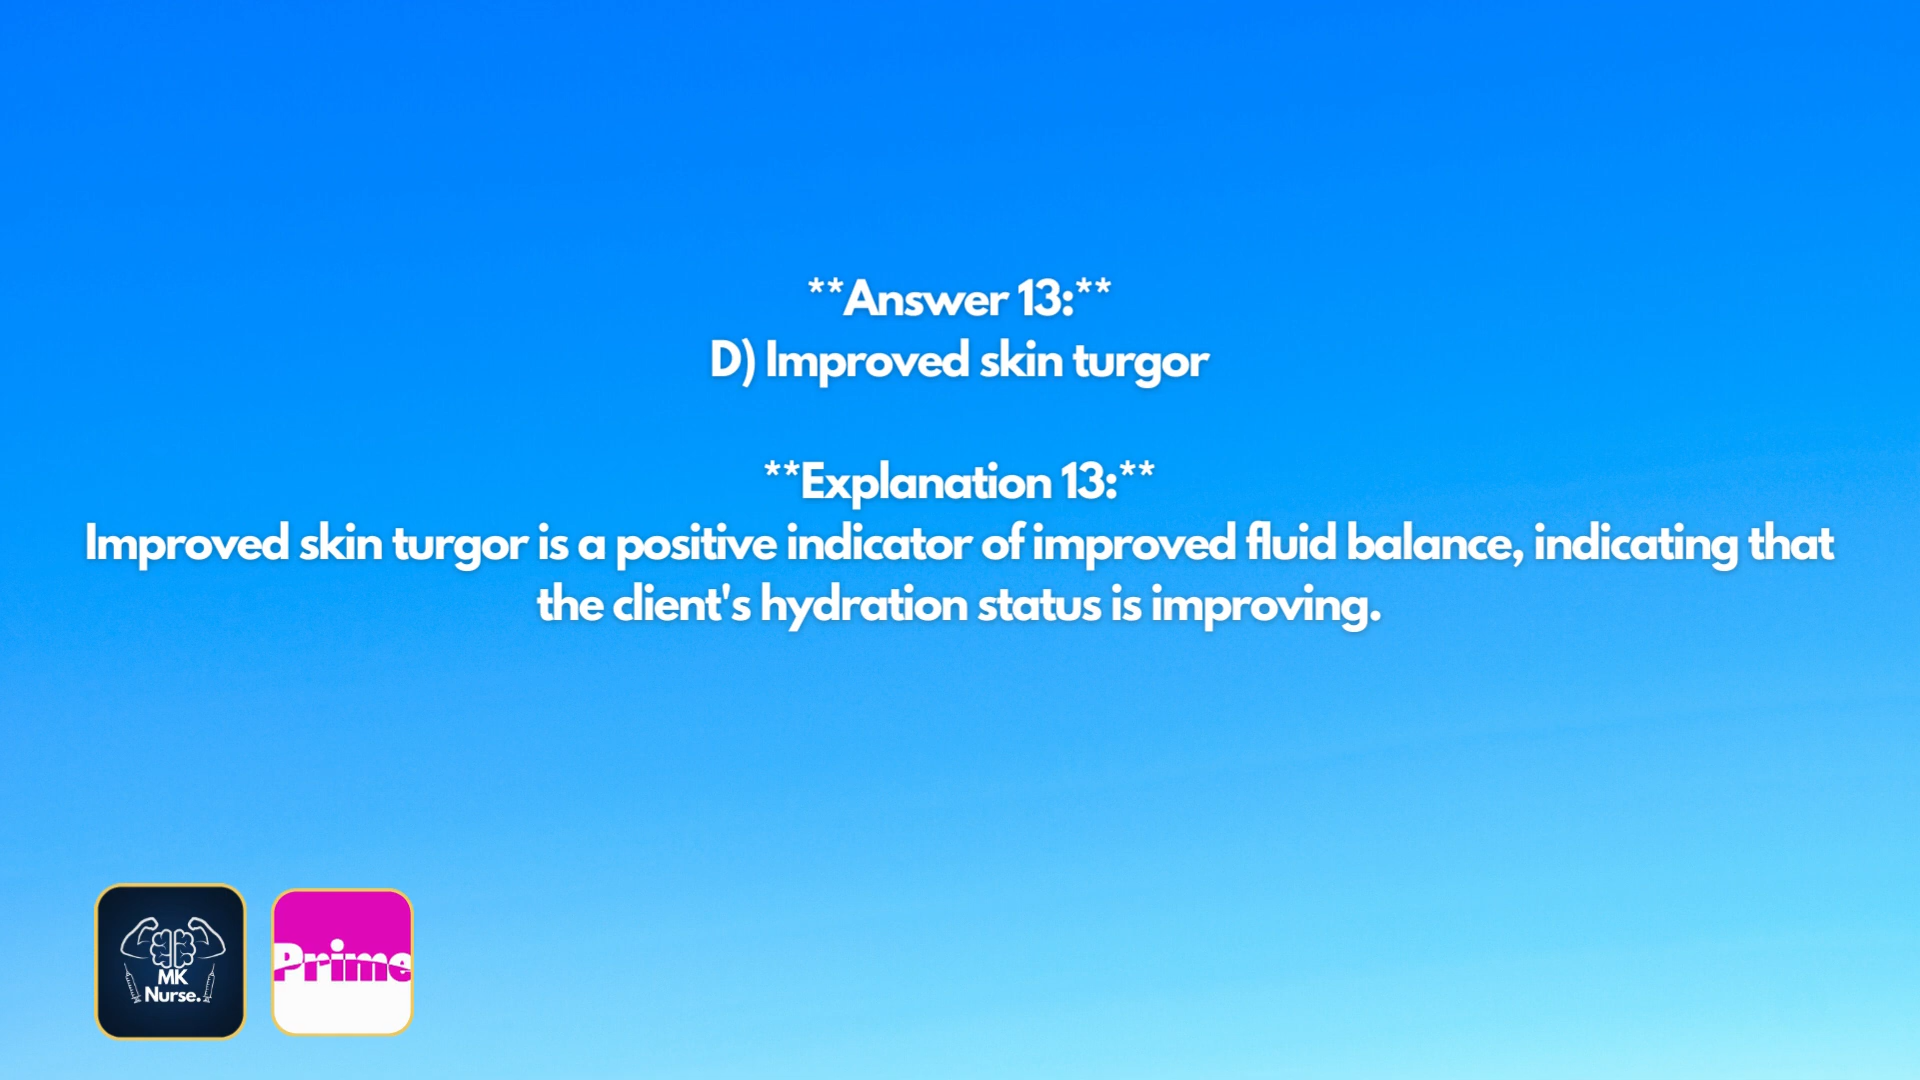 **Answer 13:**
D) Improved skin turgor
**Explanation 13:**
Improved skin turgor is a positive indicator of improved fluid balance, indicating that
the client's hydration status is improving.
MK
Nurse.
Prime